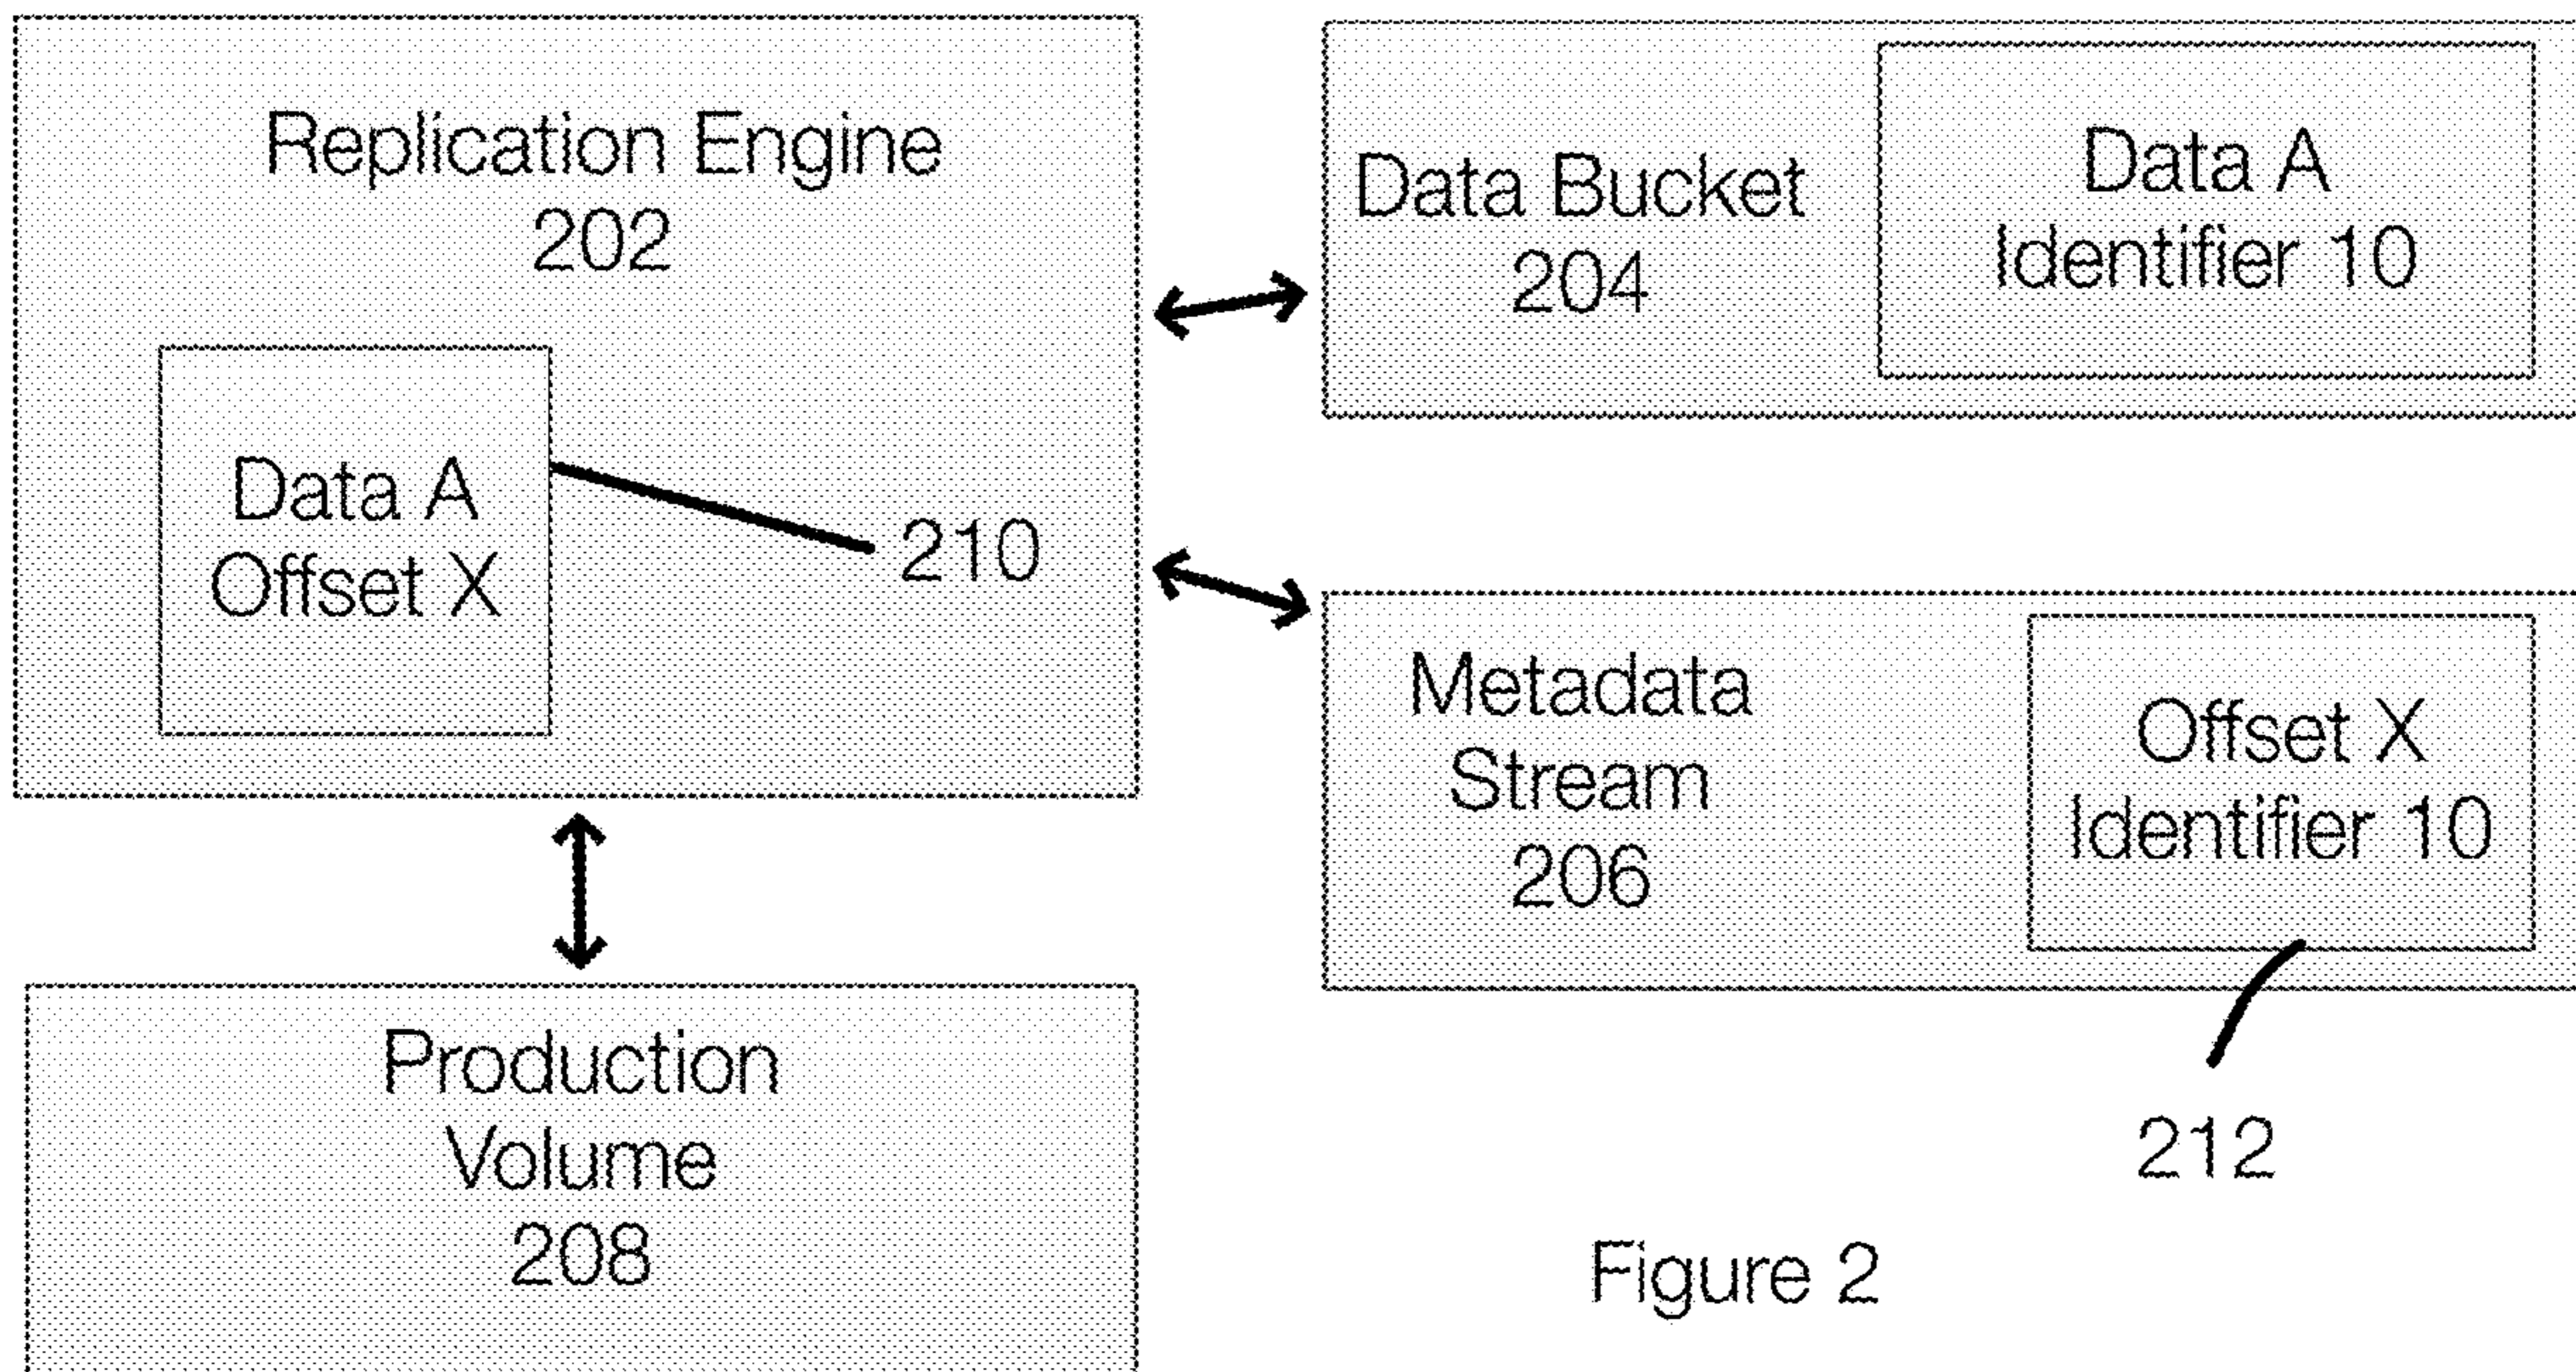 Replication Engine
202
Data A
Offset X
210
Data Bucket
204
Data A
Identifier 10
Metadata
Stream
206
Offset X
Identifier 10
212
Production
Volume
208
Figure 2